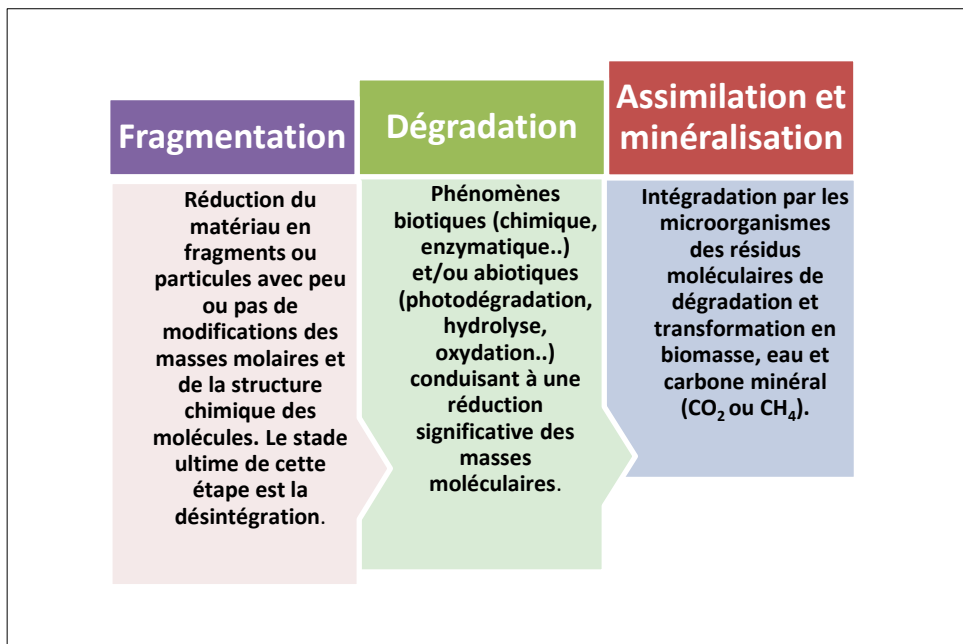 Fragmentation
Réduction du
matériau en
fragments ou
particules avec peu
ou pas de
modifications des
masses molaires et
de la structure
chimique des
molécules. Le stade
ultime de cette
étape est la
désintégration.
Dégradation
Phénomènes
biotiques (chimique,
enzymatique..)
et/ou abiotiques
(photodégradation,
hydrolyse,
oxydation..)
conduisant à une
réduction
significative des
masses
moléculaires.
Assimilation et
minéralisation
Intégradation par les
microorganismes
des résidus
moléculaires de
dégradation et
transformation en
biomasse, eau et
carbone minéral
(CO₂ ou CH₄).